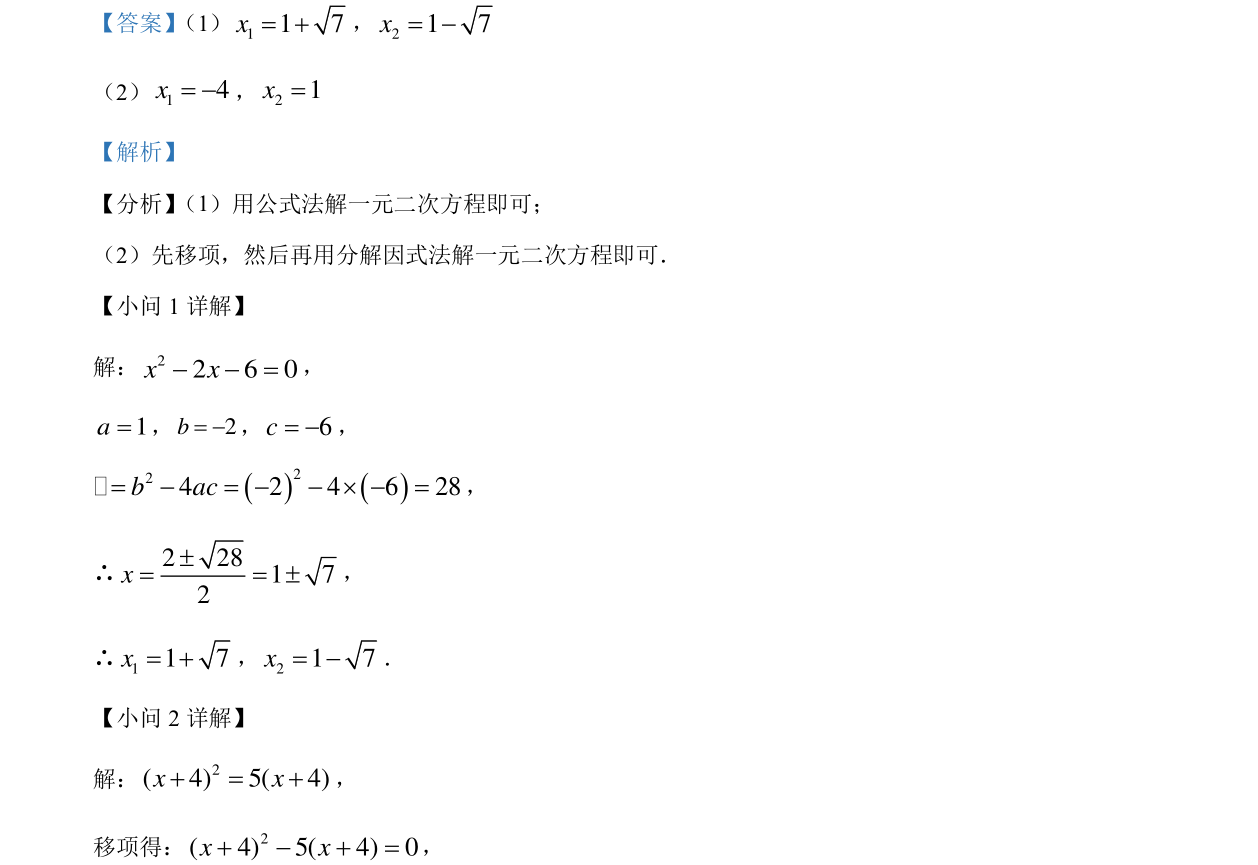 【答案】（1）x₁ =1+√7，x₂ =1−√7
（2）x₁ = −4，x₂ =1
【解析】
【分析】（1）用公式法解一元二次方程即可；
（2）先移项，然后再用分解因式法解一元二次方程即可．
【小问 1 详解】
解：x² − 2x − 6 = 0，
a =1，b = −2，c = −6，
□= b² − 4ac = (−2)² − 4×(−6) = 28，
∴ x = (2±√28)/2 =1±√7，
∴ x₁ =1+√7，x₂ =1−√7．
【小问 2 详解】
解：(x + 4)² = 5(x + 4)，
移项得：(x + 4)² − 5(x + 4) = 0，